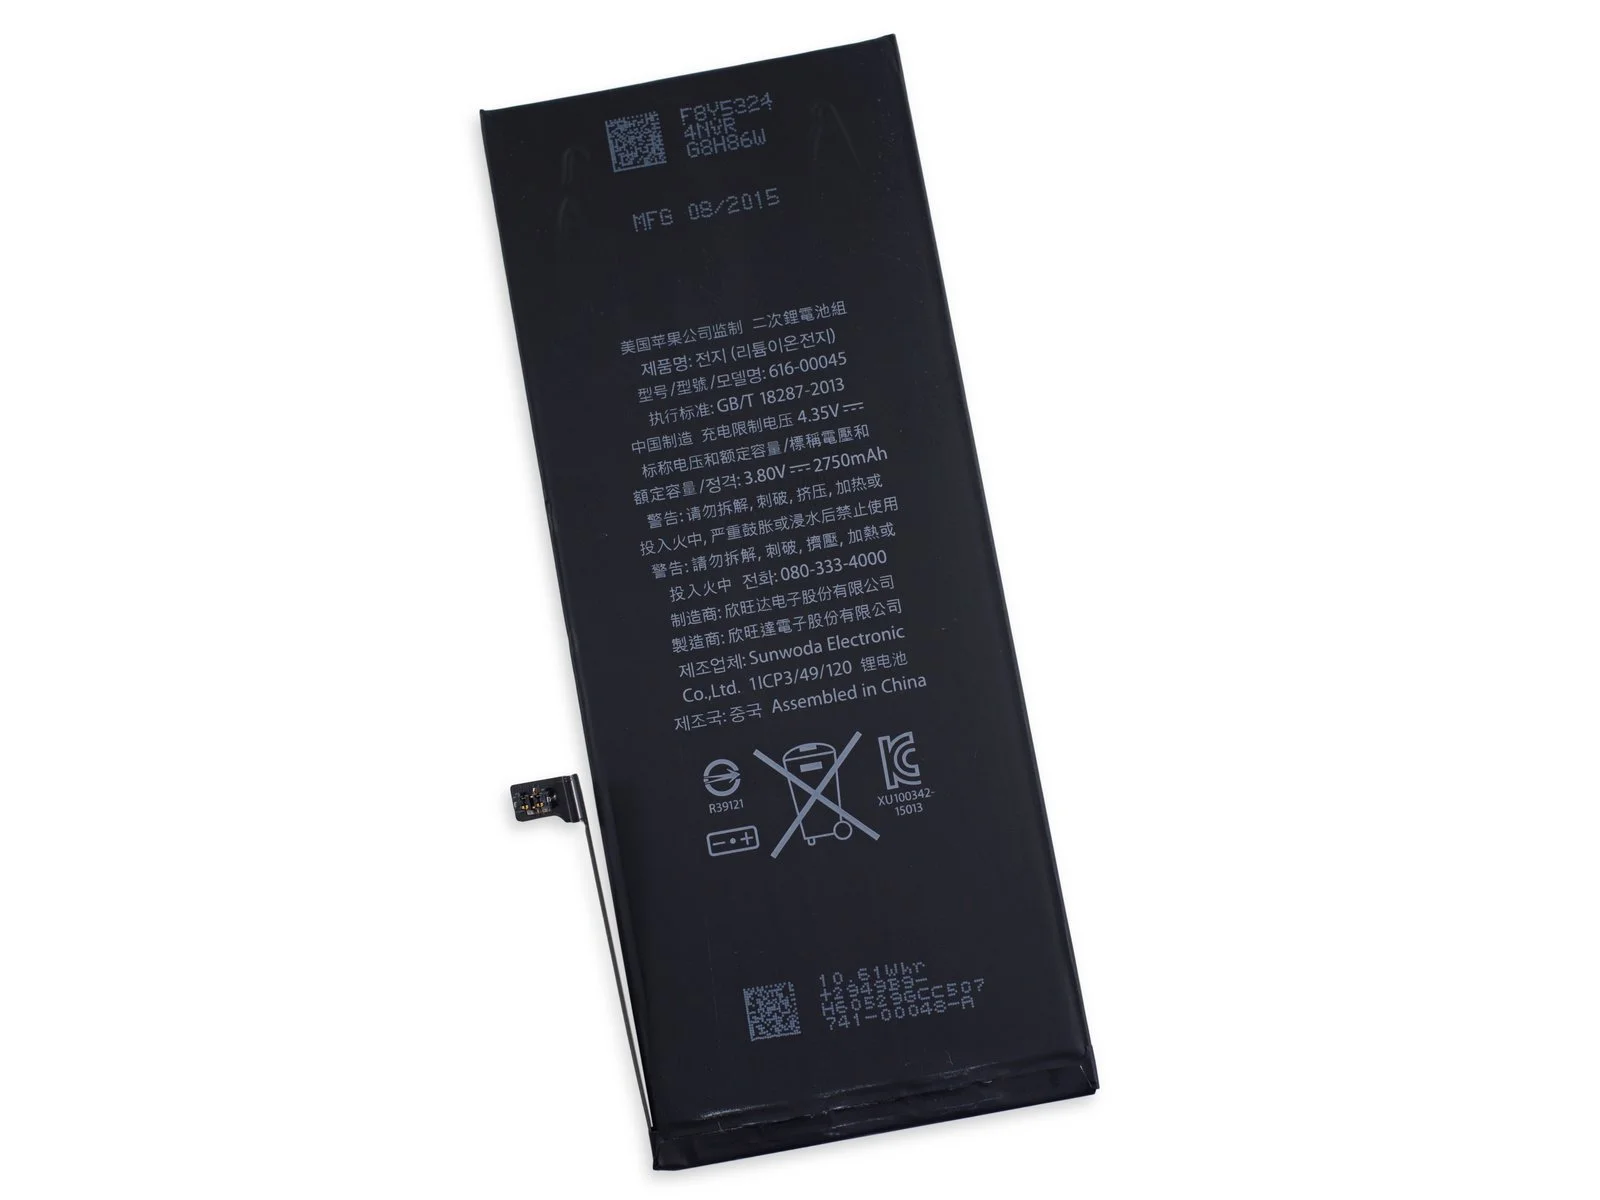 F8Y5324
4NVR
G8H86W
MFG 08/2015
美国苹果公司监制 二次鋰電池組
제품명: 전지 (리튬이온전지)
型号/型號/모델명: 616-00045
执行标准: GB/T 18287-2013
中国制造 充电限制电压 4.35V⎓
标称电压和额定容量/標稱電壓和
額定容量/정격: 3.80V⎓2750mAh
警告: 请勿拆解, 刺破, 挤压, 加热或
投入火中, 严重鼓胀或浸水后禁止使用
警告: 請勿拆解, 刺破, 擠壓, 加熱或
投入火中 전화: 080-333-4000
制造商: 欣旺达电子股份有限公司
製造商: 欣旺達電子股份有限公司
제조업체: Sunwoda Electronic
Co.,Ltd. 1ICP3/49/120 锂电池
제조국: 중국 Assembled in China
R39121
XU100342-
15013
10.61Whr
+2949B9-
H60529GCC507
741-00048-A